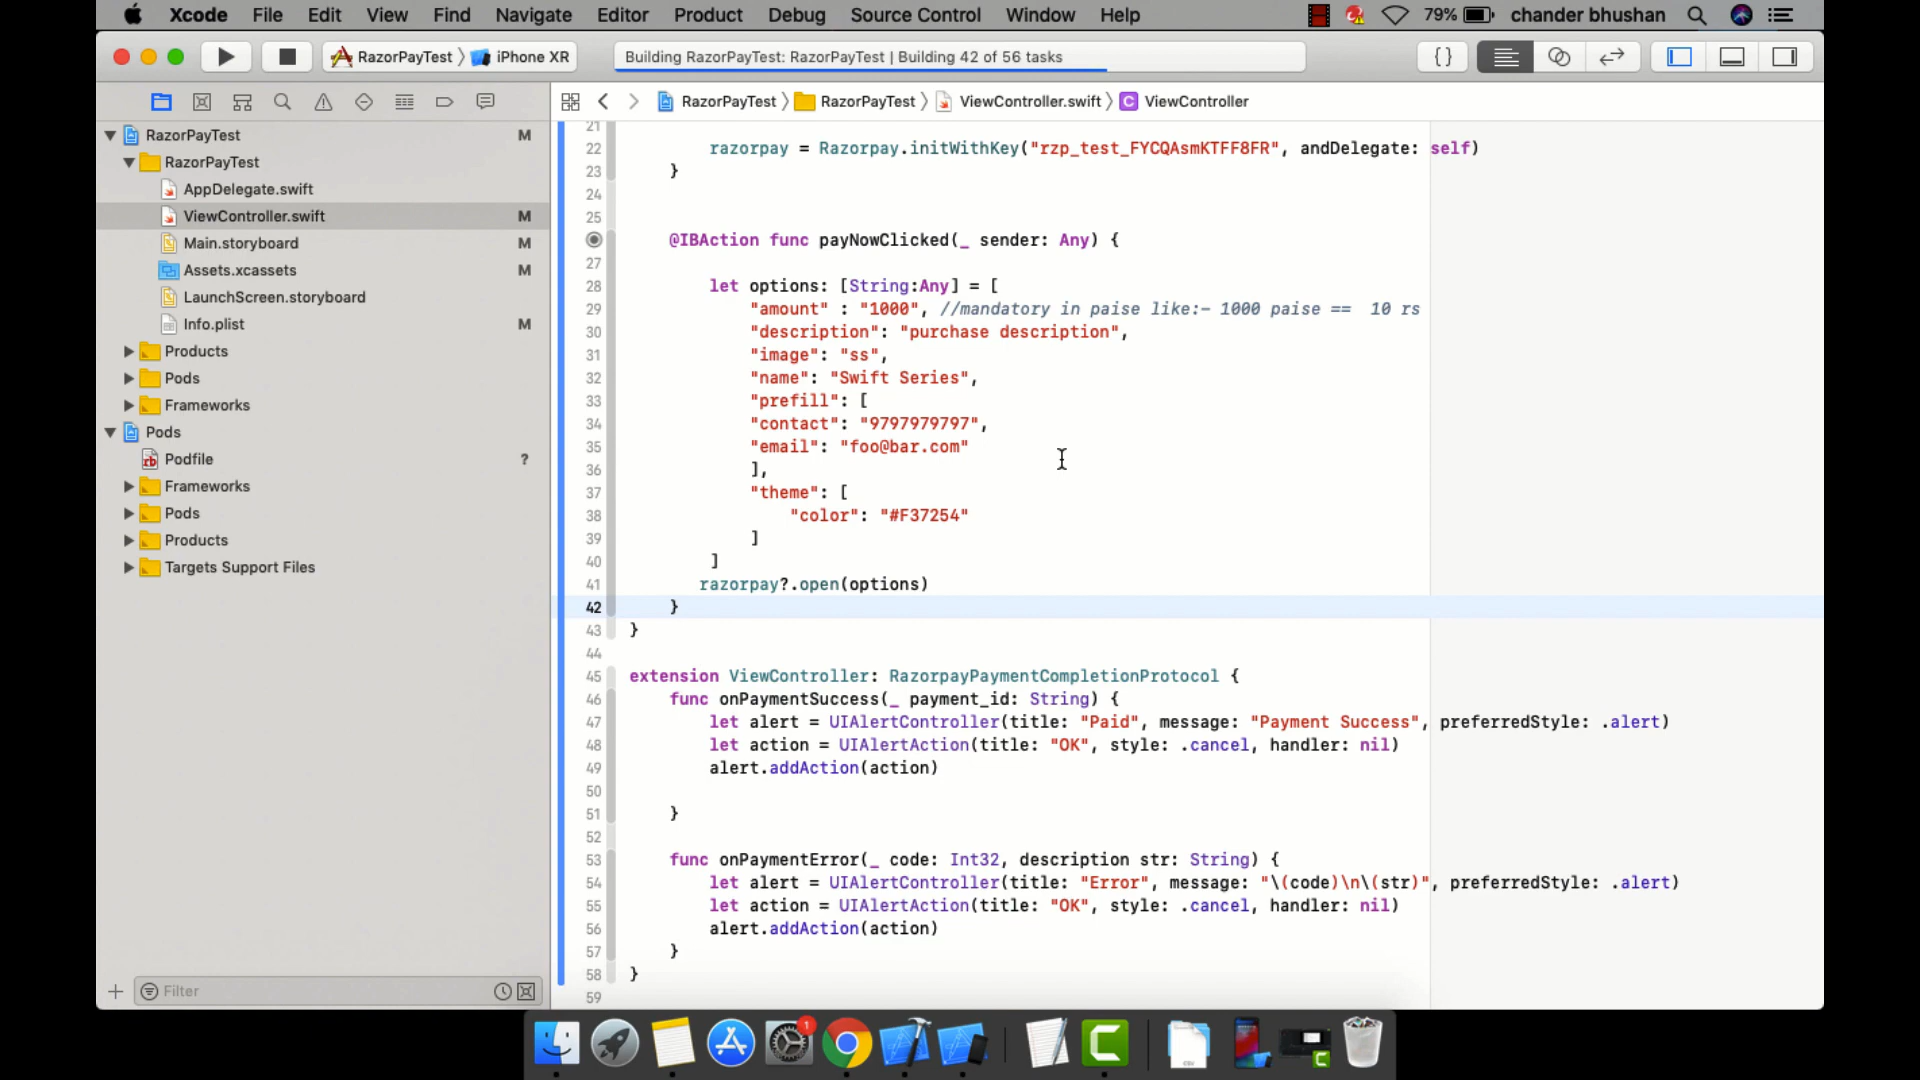 Xcode File Edit View Find Navigate Editor Product Debug Source Control Window Help 79% chander bhushan
RazorPayTest iPhone XR Building RazorPayTest: RazorPayTest | Building 42 of 56 tasks {}
RazorPayTest RazorPayTest ViewController.swift C ViewController
RazorPayTest M
RazorPayTest
AppDelegate.swift
ViewController.swift M
Main.storyboard M
Assets.xcassets M
LaunchScreen.storyboard
Info.plist M
Products
Pods
Frameworks
Pods
Podfile ?
Frameworks
Pods
Products
Targets Support Files
Filter
21
22 razorpay = Razorpay.initWithKey("rzp_test_FYCQAsmKTFF8FR", andDelegate: self)
23 }
24
25
@IBAction func payNowClicked(_ sender: Any) {
27
28 let options: [String:Any] = [
29 "amount" : "1000", //mandatory in paise like:- 1000 paise ==  10 rs
30 "description": "purchase description",
31 "image": "ss",
32 "name": "Swift Series",
33 "prefill": [
34 "contact": "9797979797",
35 "email": "foo@bar.com"
36 ],
37 "theme": [
38 "color": "#F37254"
39 ]
40 ]
41 razorpay?.open(options)
42 }
43 }
44
45 extension ViewController: RazorpayPaymentCompletionProtocol {
46 func onPaymentSuccess(_ payment_id: String) {
47 let alert = UIAlertController(title: "Paid", message: "Payment Success", preferredStyle: .alert)
48 let action = UIAlertAction(title: "OK", style: .cancel, handler: nil)
49 alert.addAction(action)
50
51 }
52
53 func onPaymentError(_ code: Int32, description str: String) {
54 let alert = UIAlertController(title: "Error", message: "\(code)\n\(str)", preferredStyle: .alert)
55 let action = UIAlertAction(title: "OK", style: .cancel, handler: nil)
56 alert.addAction(action)
57 }
58 }
59
1